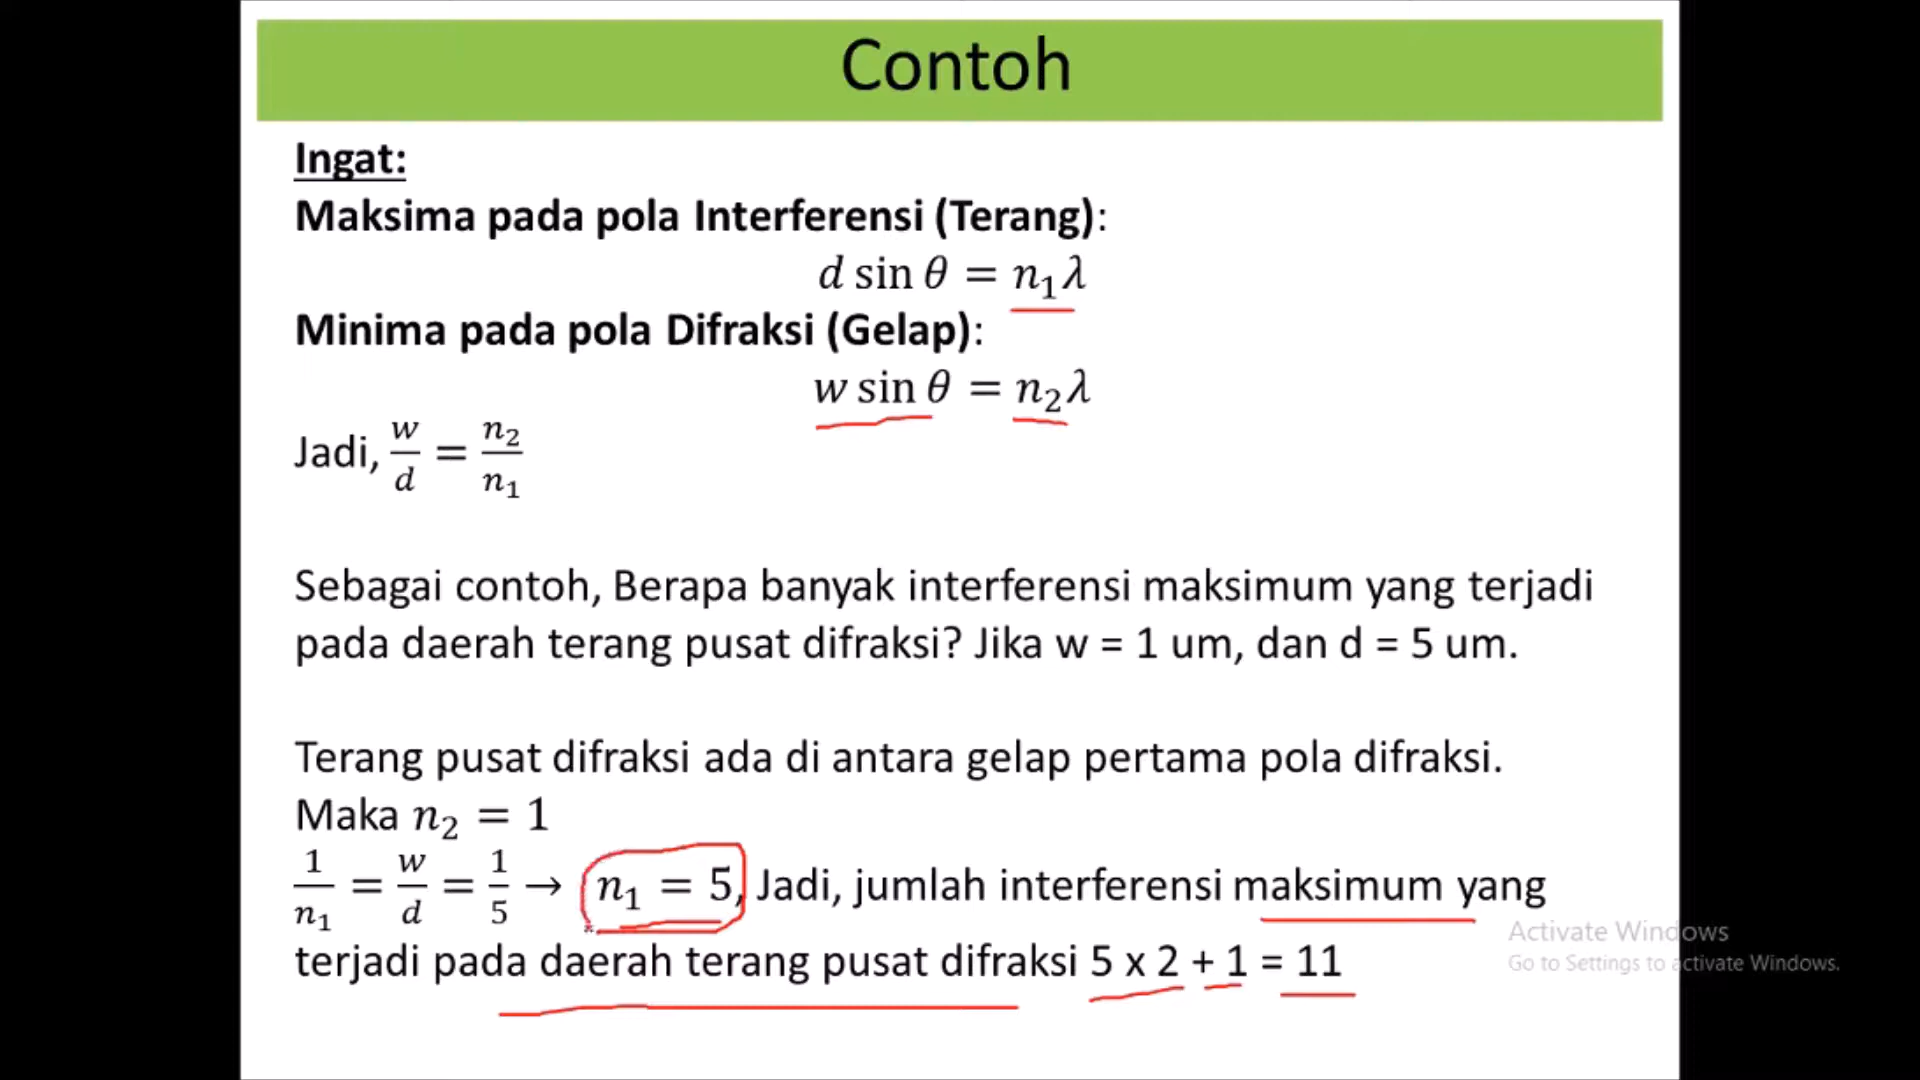 Contoh
Ingat:
Maksima pada pola Interferensi (Terang):
d sin θ = n₁λ
Minima pada pola Difraksi (Gelap):
w sin θ = n₂λ
Jadi, w/d = n₂/n₁
Sebagai contoh, Berapa banyak interferensi maksimum yang terjadi
pada daerah terang pusat difraksi? Jika w = 1 um, dan d = 5 um.
Terang pusat difraksi ada di antara gelap pertama pola difraksi.
Maka n₂ = 1
1/n₁ = w/d = 1/5 → n₁ = 5, Jadi, jumlah interferensi maksimum yang
terjadi pada daerah terang pusat difraksi 5 x 2 + 1 = 11
Activate Windows
Go to Settings to activate Windows.